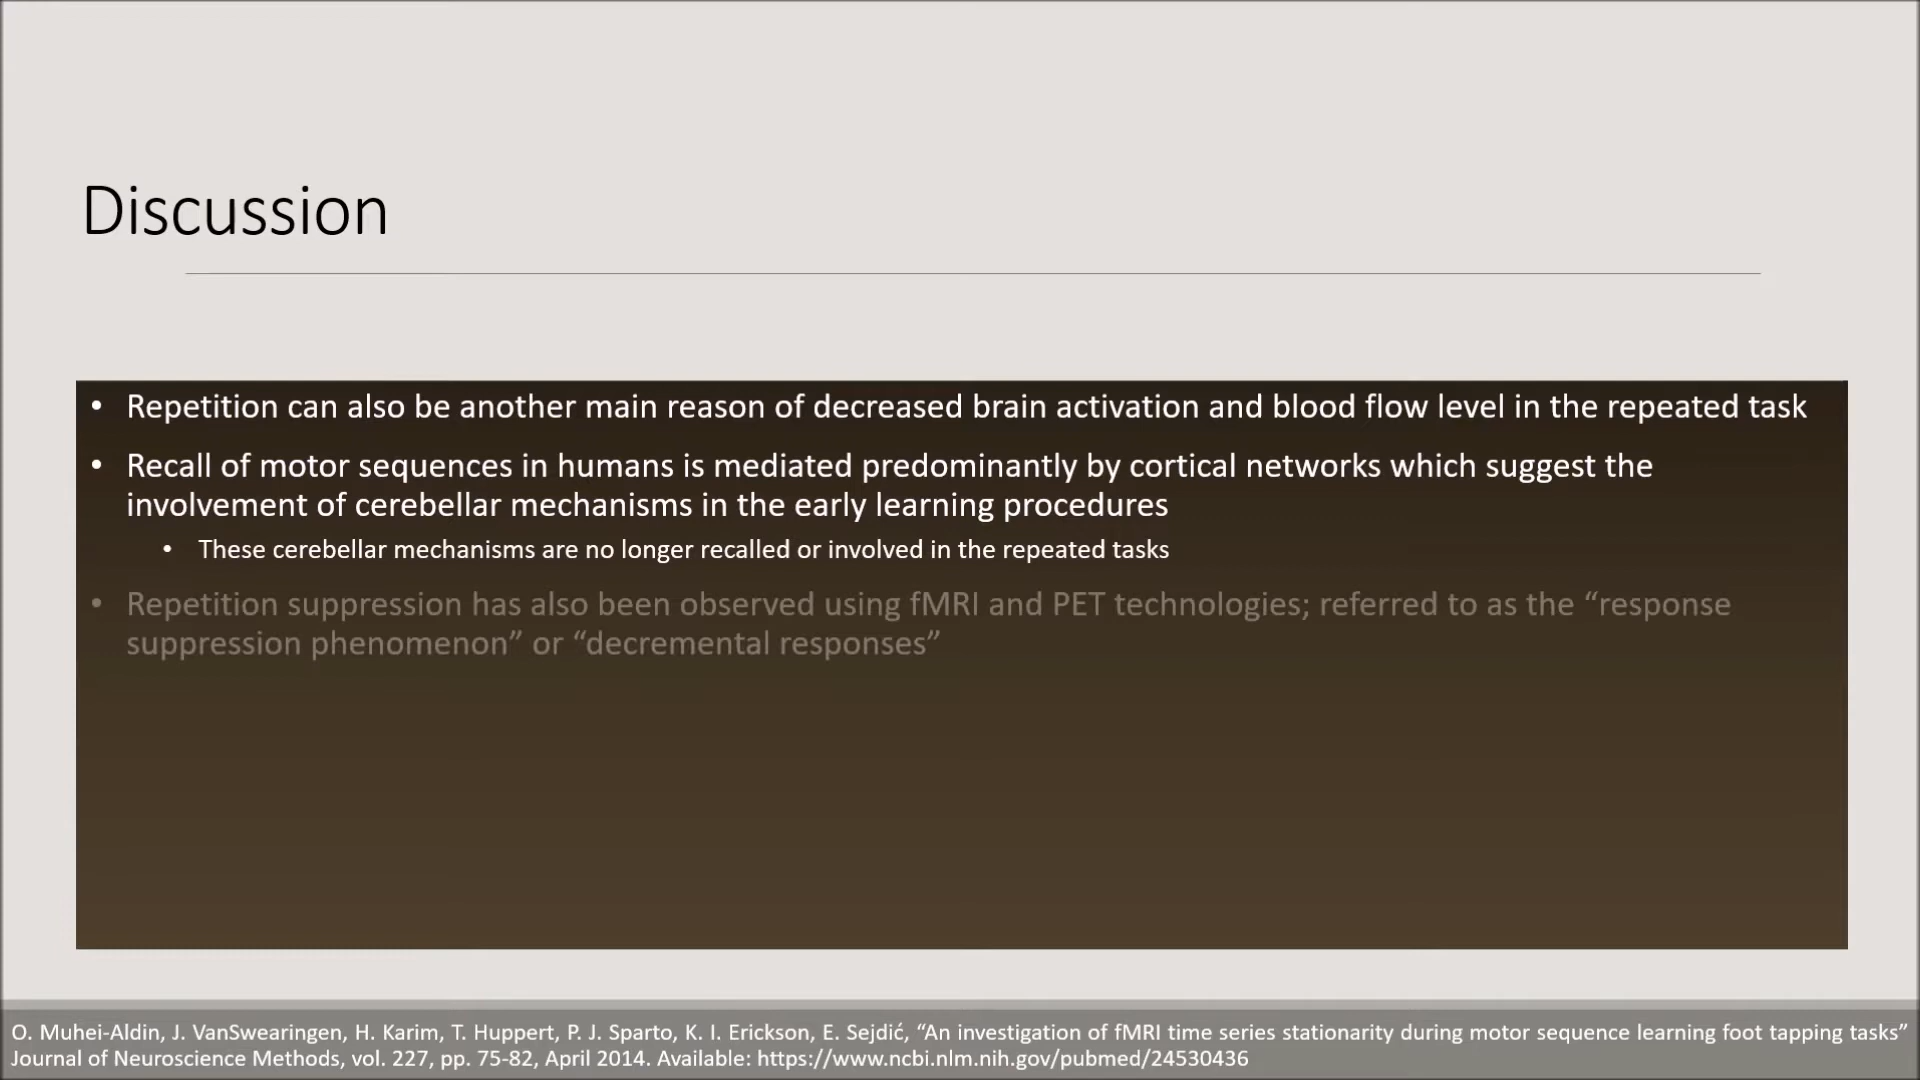 Discussion
• Repetition can also be another main reason of decreased brain activation and blood flow level in the repeated task
• Recall of motor sequences in humans is mediated predominantly by cortical networks which suggest the
involvement of cerebellar mechanisms in the early learning procedures
• These cerebellar mechanisms are no longer recalled or involved in the repeated tasks
• Repetition suppression has also been observed using fMRI and PET technologies; referred to as the “response
suppression phenomenon” or “decremental responses”
O. Muhei-Aldin, J. VanSwearingen, H. Karim, T. Huppert, P. J. Sparto, K. I. Erickson, E. Sejdić, “An investigation of fMRI time series stationarity during motor sequence learning foot tapping tasks”
Journal of Neuroscience Methods, vol. 227, pp. 75-82, April 2014. Available: https://www.ncbi.nlm.nih.gov/pubmed/24530436